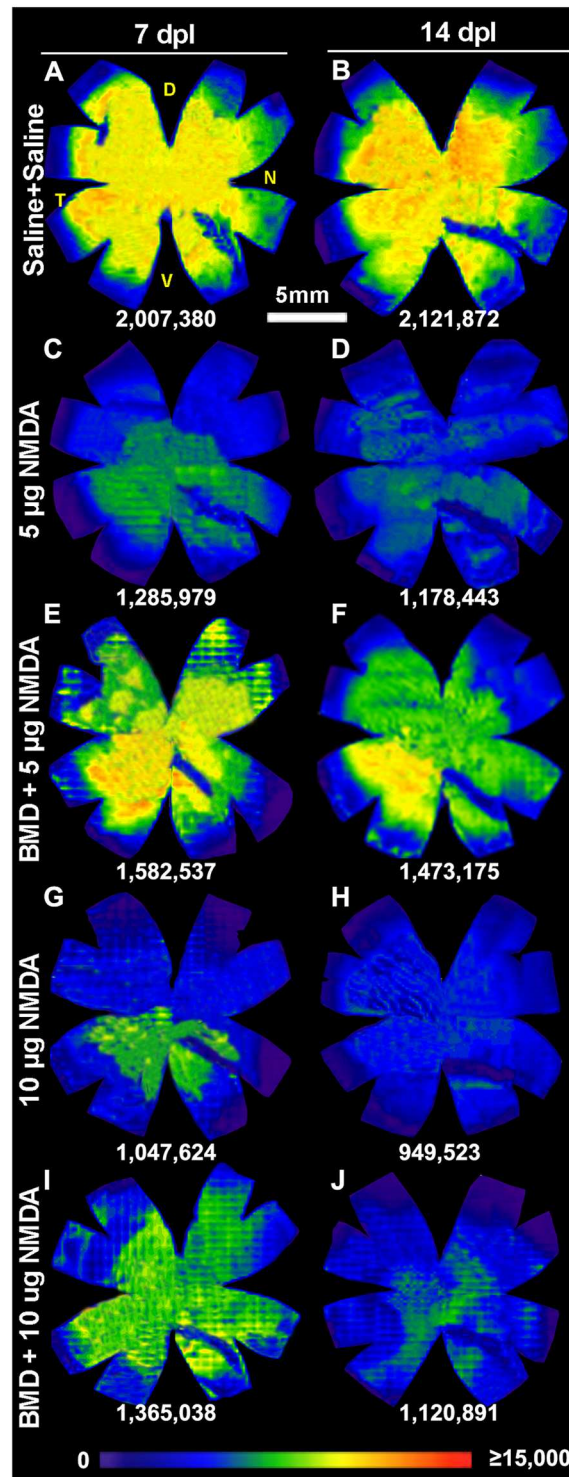 7 dpl 14 dpl
Saline+Saline
A B
D
N
T
V
5mm
2,007,380 2,121,872
5 µg NMDA
C D
1,285,979 1,178,443
BMD + 5 µg NMDA
E F
1,582,537 1,473,175
10 µg NMDA
G H
1,047,624 949,523
BMD + 10 ug NMDA
I J
1,365,038 1,120,891
0 ≥15,000